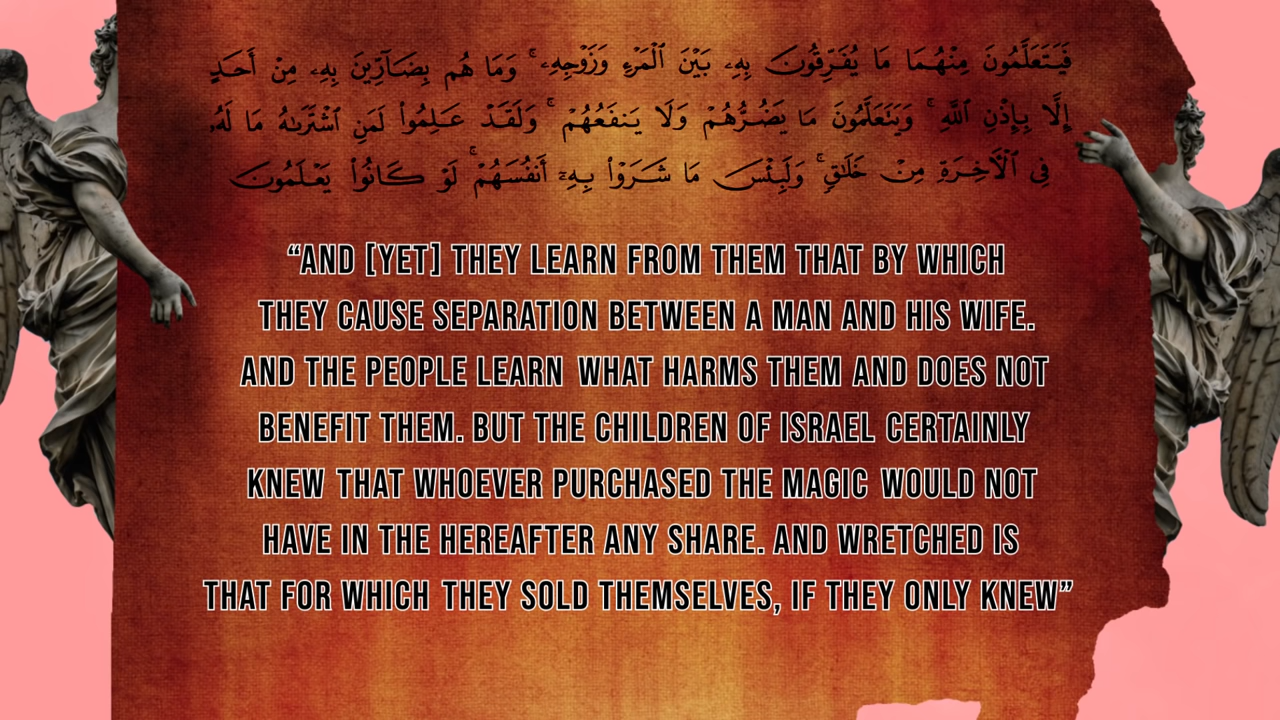 فَيَتَعَلَّمُونَ مِنْهُمَا مَا يُفَرِّقُونَ بِهِۦ بَيْنَ ٱلْمَرْءِ وَزَوْجِهِۦ ۚ وَمَا هُم بِضَآرِّينَ بِهِۦ مِنْ أَحَدٍ
إِلَّا بِإِذْنِ ٱللَّهِ ۚ وَيَتَعَلَّمُونَ مَا يَضُرُّهُمْ وَلَا يَنفَعُهُمْ ۚ وَلَقَدْ عَلِمُوا۟ لَمَنِ ٱشْتَرَىٰهُ مَا لَهُۥ
فِى ٱلْـَٔاخِرَةِ مِنْ خَلَٰقٍ ۚ وَلَبِئْسَ مَا شَرَوْا۟ بِهِۦٓ أَنفُسَهُمْ ۚ لَوْ كَانُوا۟ يَعْلَمُونَ
“AND [YET] THEY LEARN FROM THEM THAT BY WHICH
THEY CAUSE SEPARATION BETWEEN A MAN AND HIS WIFE.
AND THE PEOPLE LEARN WHAT HARMS THEM AND DOES NOT
BENEFIT THEM. BUT THE CHILDREN OF ISRAEL CERTAINLY
KNEW THAT WHOEVER PURCHASED THE MAGIC WOULD NOT
HAVE IN THE HEREAFTER ANY SHARE. AND WRETCHED IS
THAT FOR WHICH THEY SOLD THEMSELVES, IF THEY ONLY KNEW”